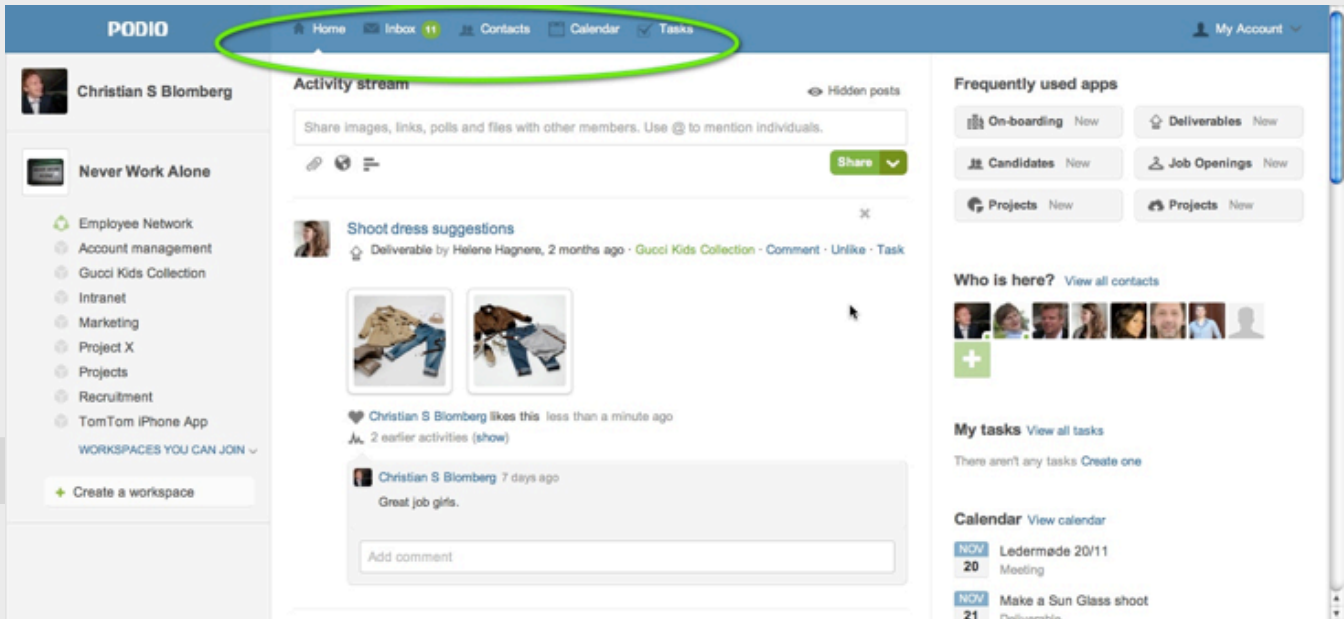 PODIO
Home Inbox 11 Contacts Calendar Tasks
My Account
Christian S Blomberg
Never Work Alone
Employee Network
Account management
Gucci Kids Collection
Intranet
Marketing
Project X
Projects
Recruitment
TomTom iPhone App
WORKSPACES YOU CAN JOIN
+ Create a workspace
Activity stream
Hidden posts
Share images, links, polls and files with other members. Use @ to mention individuals.
Share
Shoot dress suggestions
Deliverable by Helene Hagnere, 2 months ago · Gucci Kids Collection · Comment · Unlike · Task
Christian S Blomberg likes this less than a minute ago
2 earlier activities (show)
Christian S Blomberg 7 days ago
Great job girls.
Add comment
Frequently used apps
On-boarding New
Deliverables New
Candidates New
Job Openings New
Projects New
Projects New
Who is here? View all contacts
My tasks View all tasks
There aren't any tasks Create one
Calendar View calendar
NOV
20
Ledermøde 20/11
Meeting
NOV
21
Make a Sun Glass shoot
Deliverable